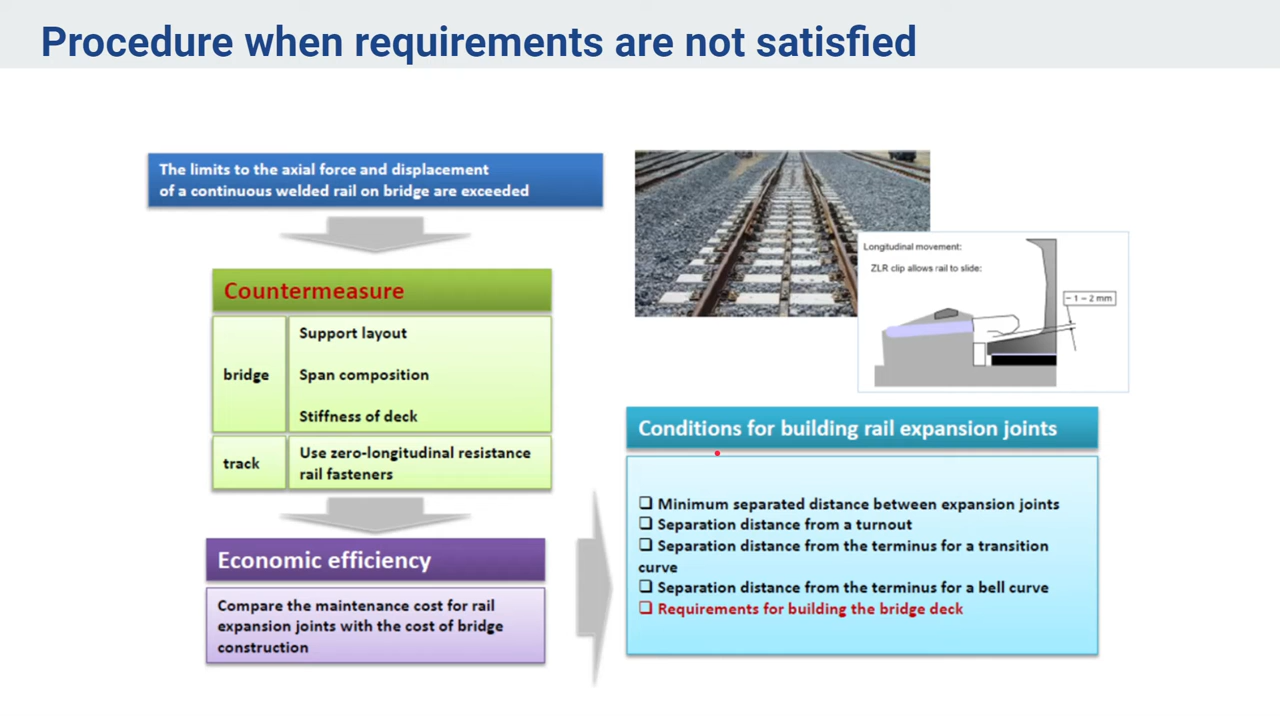 Procedure when requirements are not satisfied
The limits to the axial force and displacement
of a continuous welded rail on bridge are exceeded
Countermeasure
bridge
Support layout
Span composition
Stiffness of deck
track
Use zero-longitudinal resistance
rail fasteners
Economic efficiency
Compare the maintenance cost for rail
expansion joints with the cost of bridge
construction
Longitudinal movement:
ZLR clip allows rail to slide:
~ 1 – 2 mm
Conditions for building rail expansion joints
❑ Minimum separated distance between expansion joints
❑ Separation distance from a turnout
❑ Separation distance from the terminus for a transition
curve
❑ Separation distance from the terminus for a bell curve
❑ Requirements for building the bridge deck